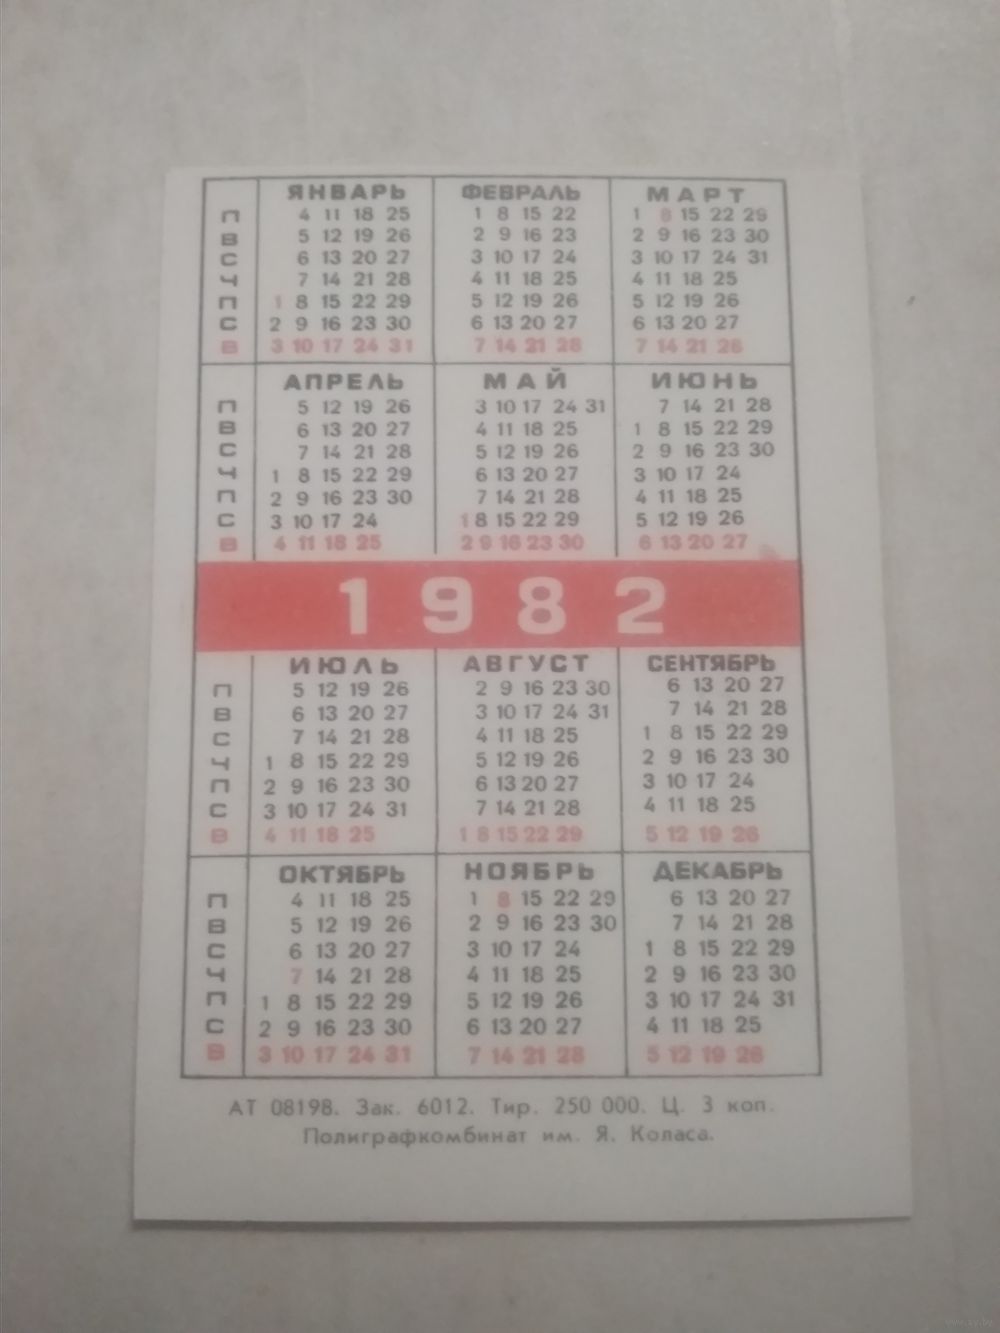 ЯНВАРЬ ФЕВРАЛЬ МАРТ
П 4 11 18 25 1 8 15 22 1 8 15 22 29
В 5 12 19 26 2 9 16 23 2 9 16 23 30
С 6 13 20 27 3 10 17 24 3 10 17 24 31
Ч 7 14 21 28 4 11 18 25 4 11 18 25
П 1 8 15 22 29 5 12 19 26 5 12 19 26
С 2 9 16 23 30 6 13 20 27 6 13 20 27
В 3 10 17 24 31 7 14 21 28 7 14 21 28
АПРЕЛЬ МАЙ ИЮНЬ
П 5 12 19 26 3 10 17 24 31 7 14 21 28
В 6 13 20 27 4 11 18 25 1 8 15 22 29
С 7 14 21 28 5 12 19 26 2 9 16 23 30
Ч 1 8 15 22 29 6 13 20 27 3 10 17 24
П 2 9 16 23 30 7 14 21 28 4 11 18 25
С 3 10 17 24 1 8 15 22 29 5 12 19 26
В 4 11 18 25 2 9 16 23 30 6 13 20 27
1982
ИЮЛЬ АВГУСТ СЕНТЯБРЬ
П 5 12 19 26 2 9 16 23 30 6 13 20 27
В 6 13 20 27 3 10 17 24 31 7 14 21 28
С 7 14 21 28 4 11 18 25 1 8 15 22 29
Ч 1 8 15 22 29 5 12 19 26 2 9 16 23 30
П 2 9 16 23 30 6 13 20 27 3 10 17 24
С 3 10 17 24 31 7 14 21 28 4 11 18 25
В 4 11 18 25 1 8 15 22 29 5 12 19 26
ОКТЯБРЬ НОЯБРЬ ДЕКАБРЬ
П 4 11 18 25 1 8 15 22 29 6 13 20 27
В 5 12 19 26 2 9 16 23 30 7 14 21 28
С 6 13 20 27 3 10 17 24 1 8 15 22 29
Ч 7 14 21 28 4 11 18 25 2 9 16 23 30
П 1 8 15 22 29 5 12 19 26 3 10 17 24 31
С 2 9 16 23 30 6 13 20 27 4 11 18 25
В 3 10 17 24 31 7 14 21 28 5 12 19 26
АТ 08198. Зак. 6012. Тир. 250 000. Ц. 3 коп.
Полиграфкомбинат им. Я. Коласа.